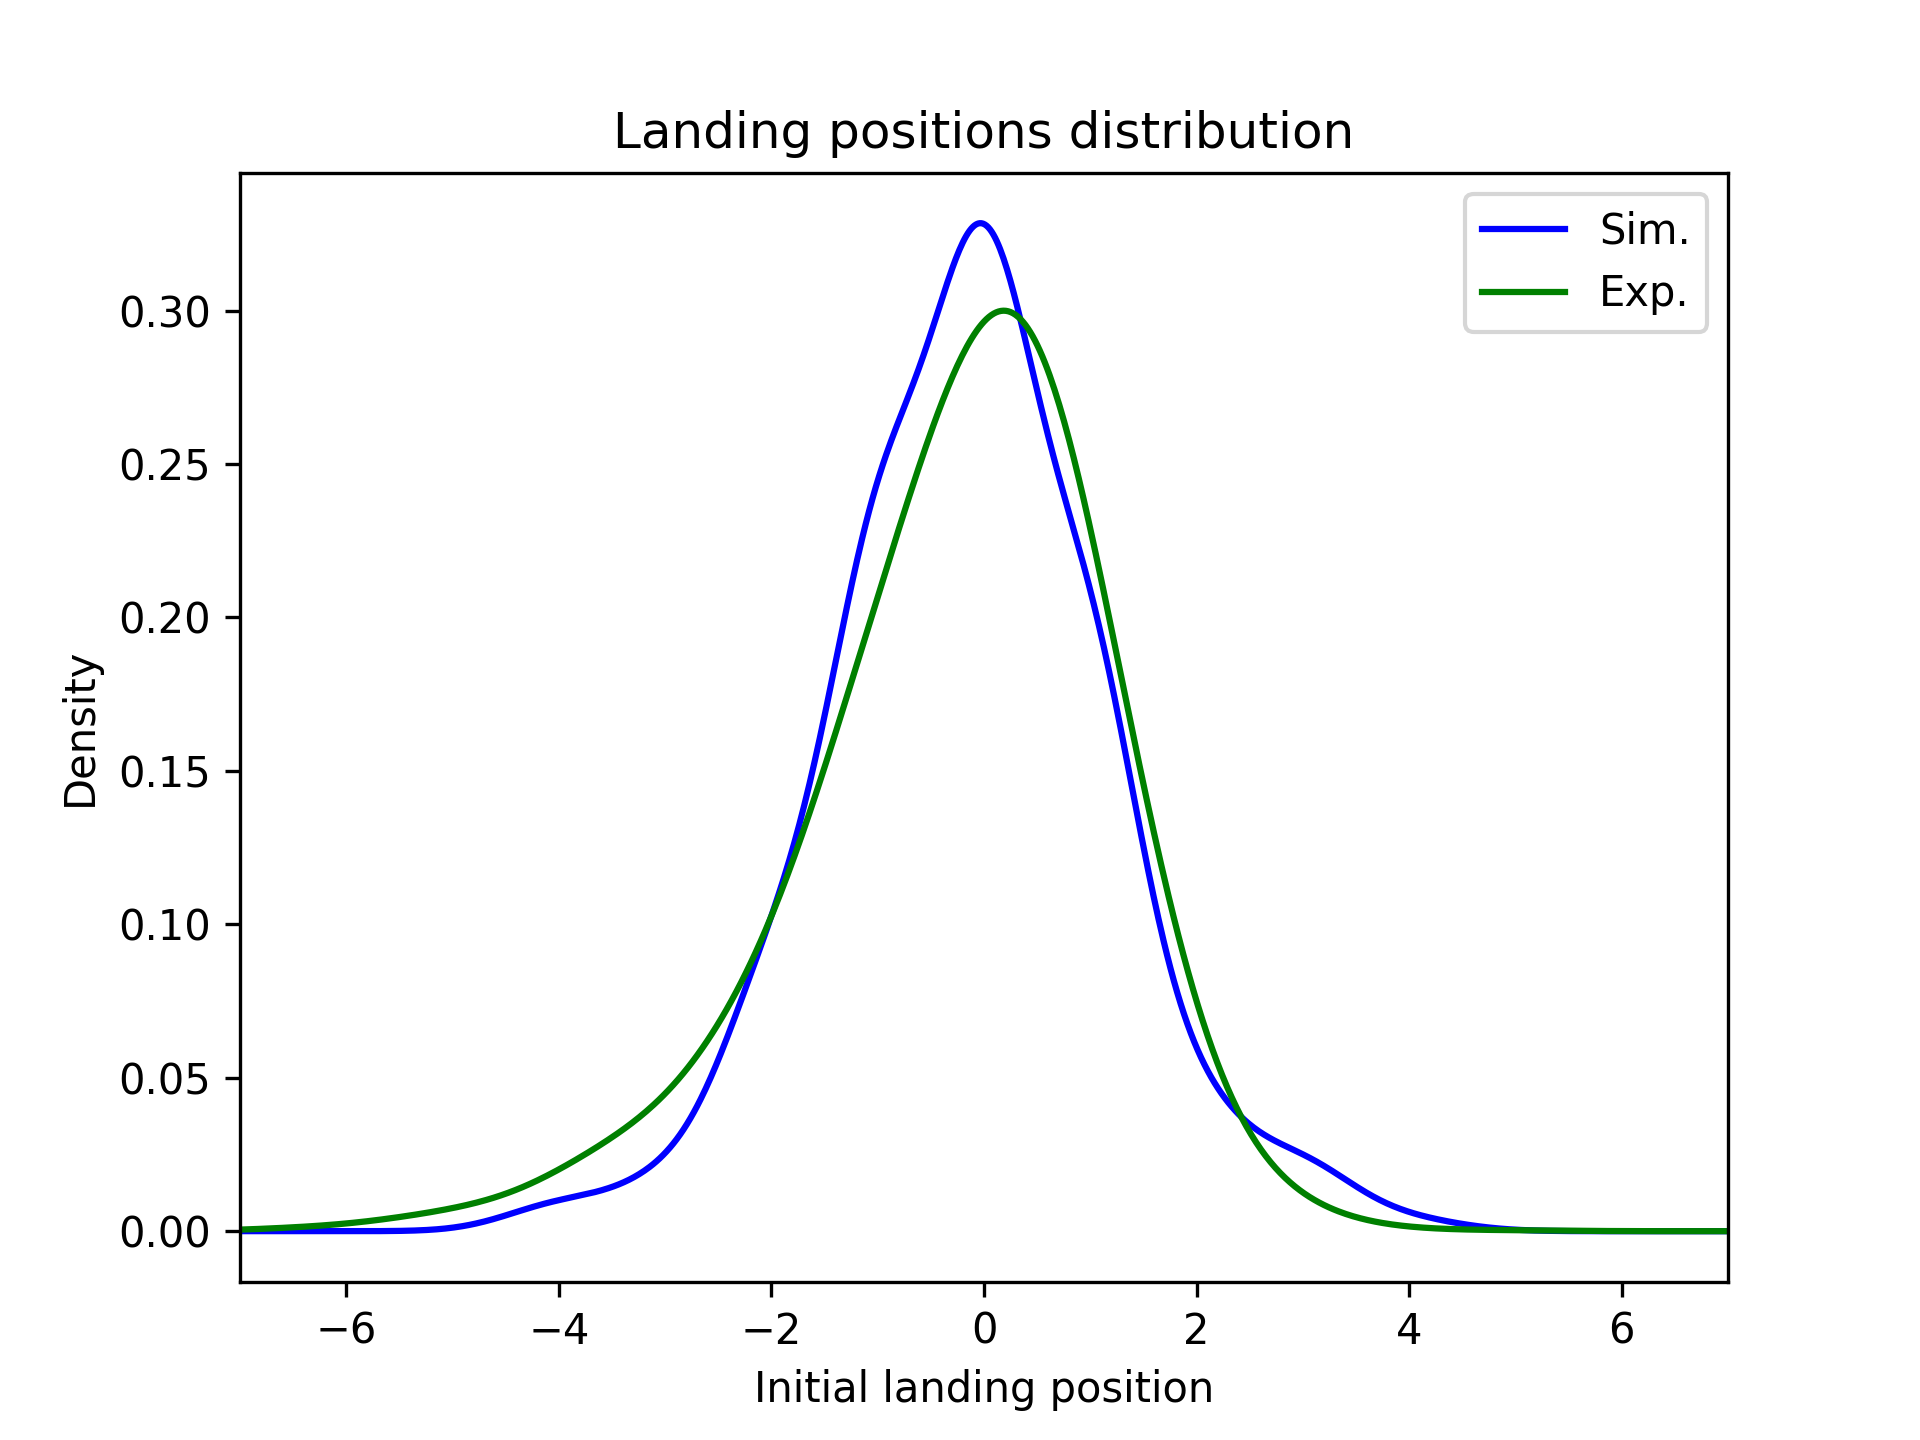 Landing positions distribution
Sim.
Exp.
0.30
0.25
0.20
0.15
0.10
0.05
0.00
Density
−6 −4 −2 0 2 4 6
Initial landing position